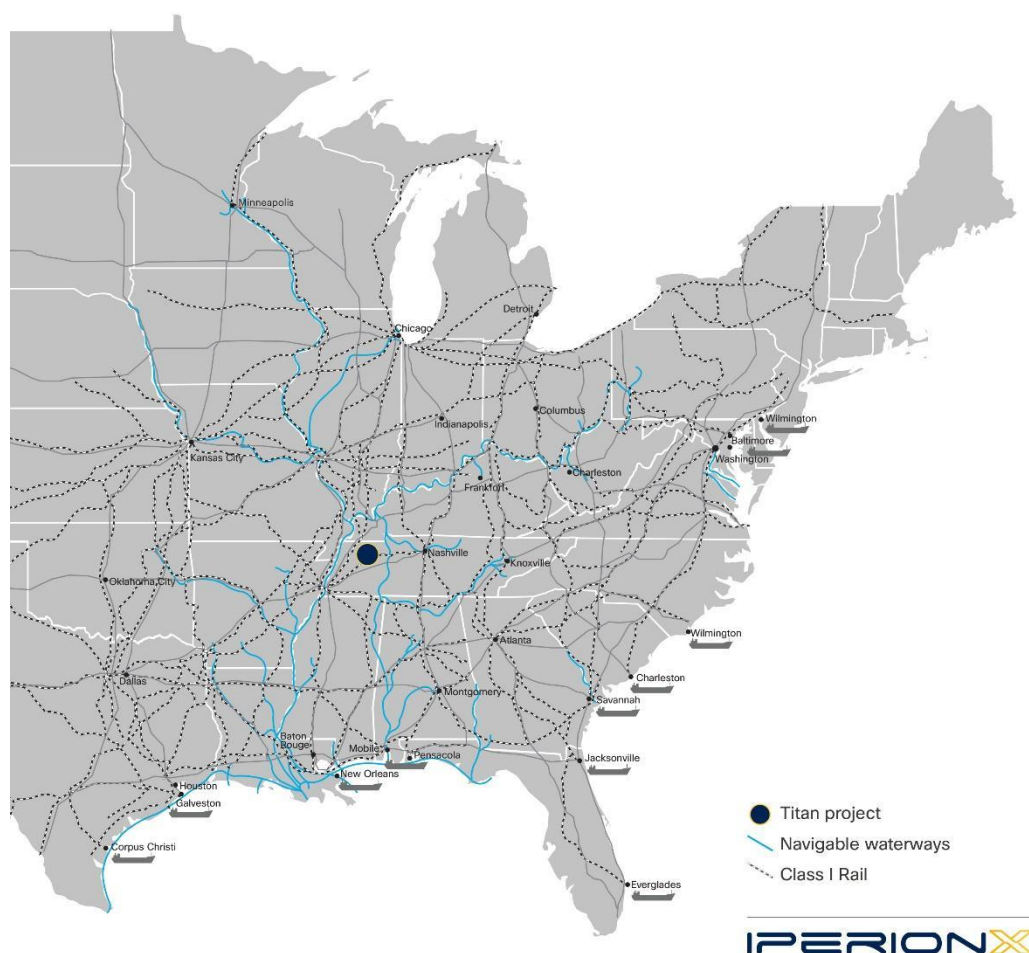 Minneapolis
Detroit
Chicago
Columbus
Wilmington
Indianapolis
Baltimore
Washington
Kansas City
Charleston
Frankfort
Nashville
Knoxville
Oklahoma City
Wilmington
Atlanta
Charleston
Dallas
Montgomery
Savannah
Baton
Rouge
Mobile
Pensacola
Jacksonville
New Orleans
Houston
Galveston
Corpus Christi
Everglades
Titan project
Navigable waterways
Class I Rail
IPERIONX